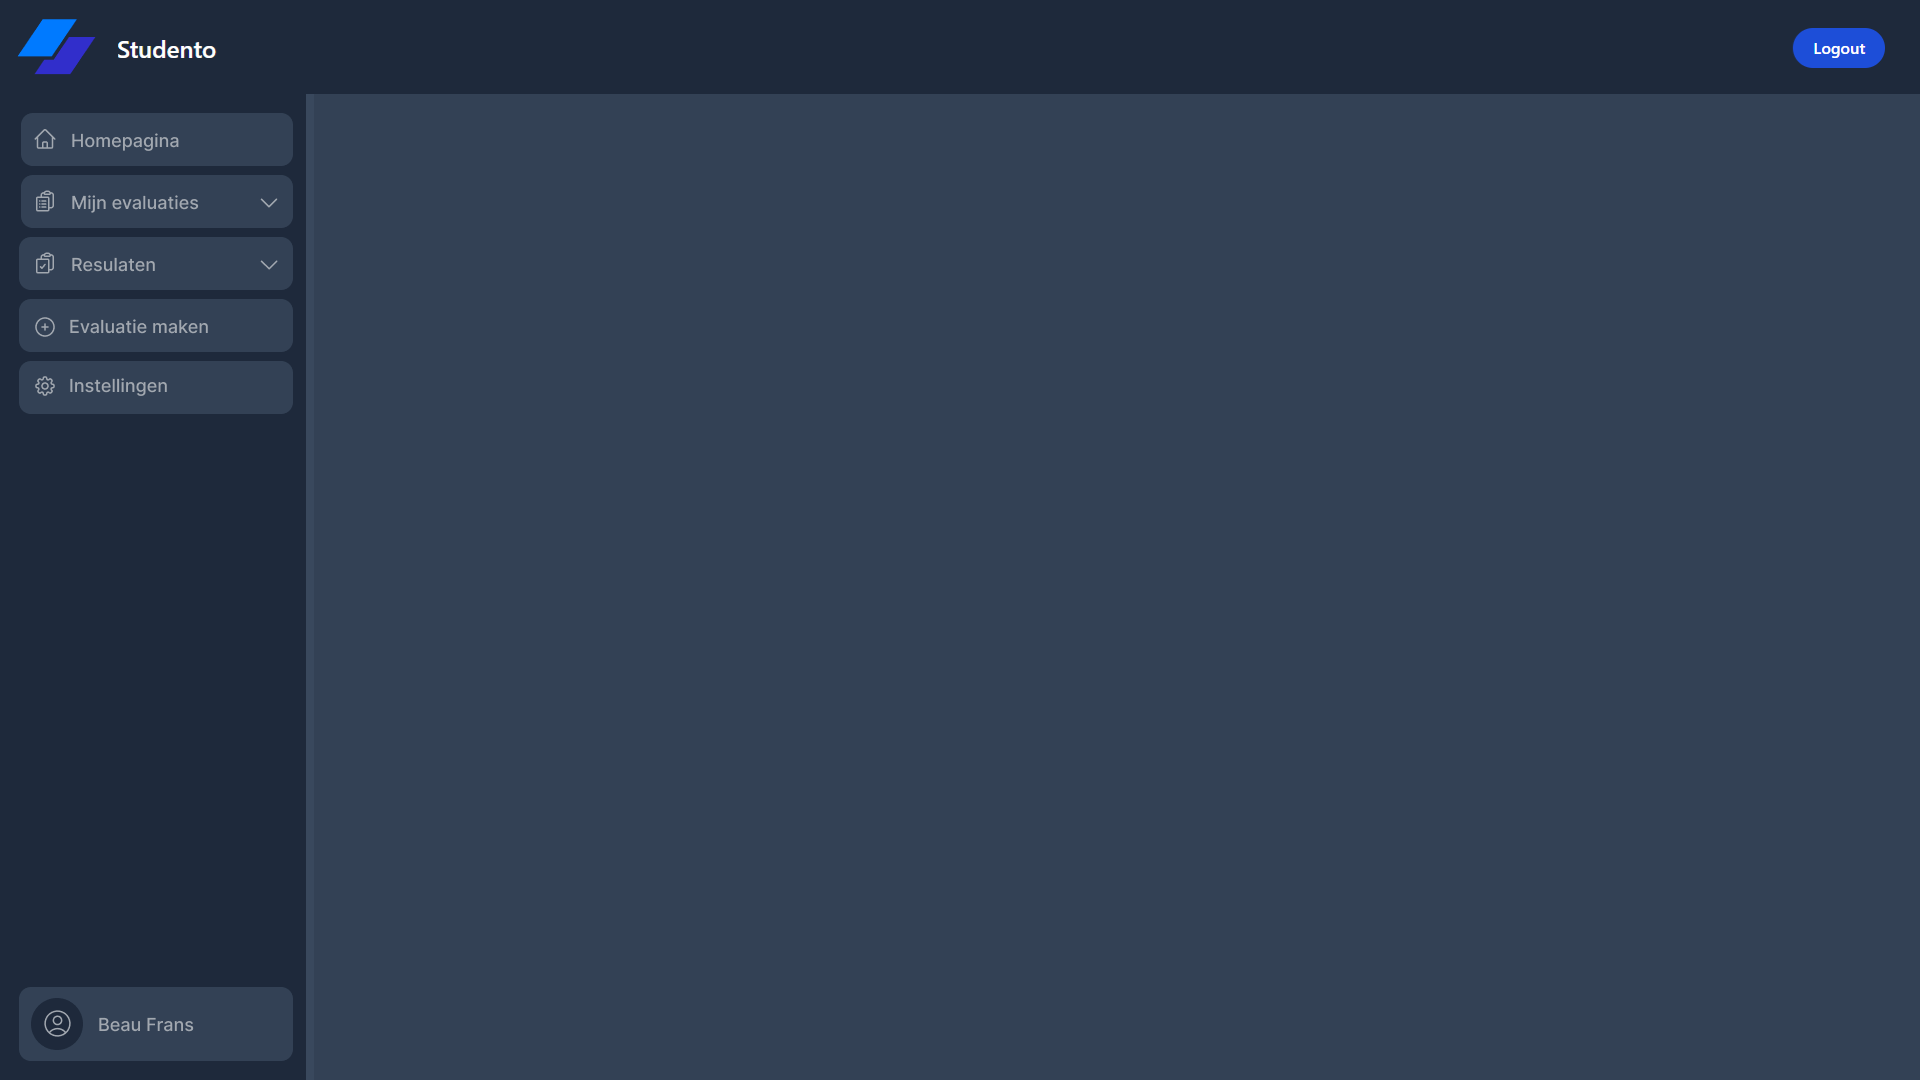 Studento
Logout
Homepagina
Mijn evaluaties
Resulaten
Evaluatie maken
Instellingen
Beau Frans